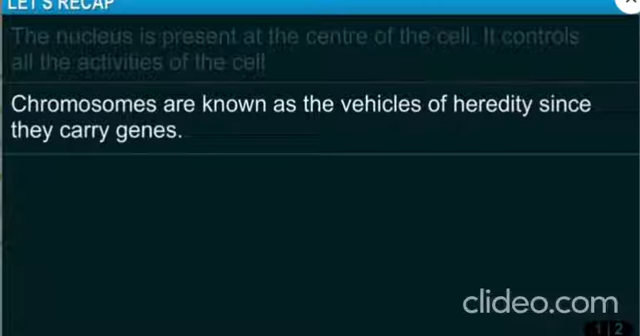 LET'S RECAP
The nucleus is present at the centre of the cell. It controls
all the activities of the cell
Chromosomes are known as the vehicles of heredity since
they carry genes.
clideo.com
1 | 2